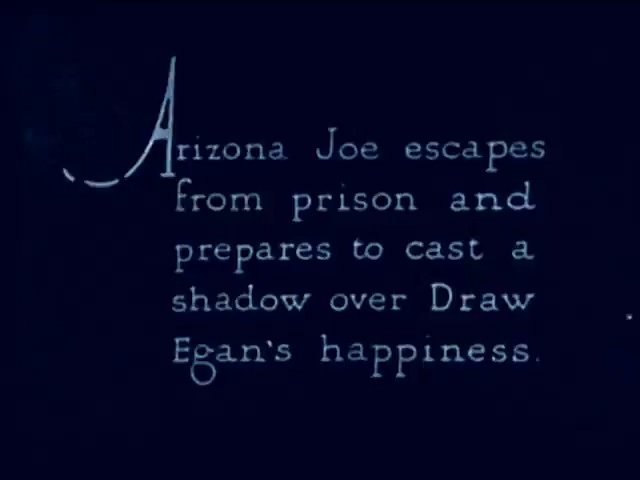 Arizona Joe escapes
from prison and
prepares to cast a
shadow over Draw
Egan's happiness.